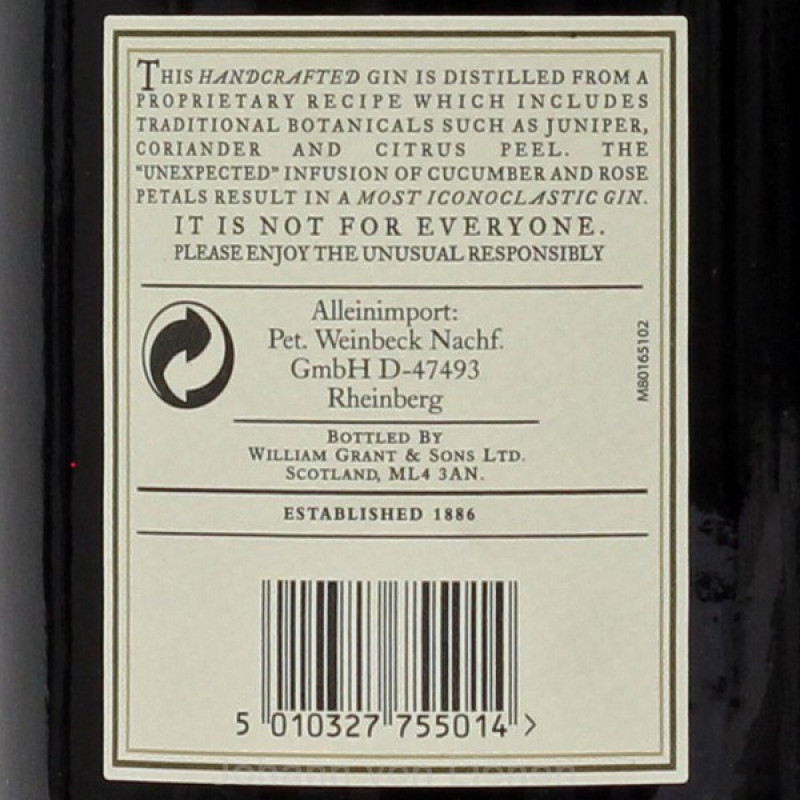 THIS HANDCRAFTED GIN IS DISTILLED FROM A
PROPRIETARY RECIPE WHICH INCLUDES
TRADITIONAL BOTANICALS SUCH AS JUNIPER,
CORIANDER AND CITRUS PEEL. THE
"UNEXPECTED" INFUSION OF CUCUMBER AND ROSE
PETALS RESULT IN A MOST ICONOCLASTIC GIN.
IT IS NOT FOR EVERYONE.
PLEASE ENJOY THE UNUSUAL RESPONSIBLY
Alleinimport:
Pet. Weinbeck Nachf.
GmbH D-47493
Rheinberg
M80165102
BOTTLED BY
WILLIAM GRANT & SONS LTD.
SCOTLAND, ML4 3AN.
ESTABLISHED 1886
5 010327 755014 >